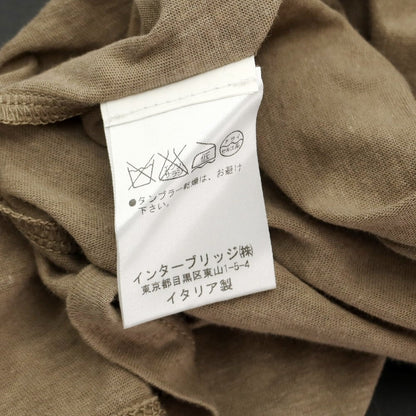 ●タンブラー乾燥は、お避け
下さい。
インターブリッジ(株)
東京都目黒区東山1-5-4
イタリア製